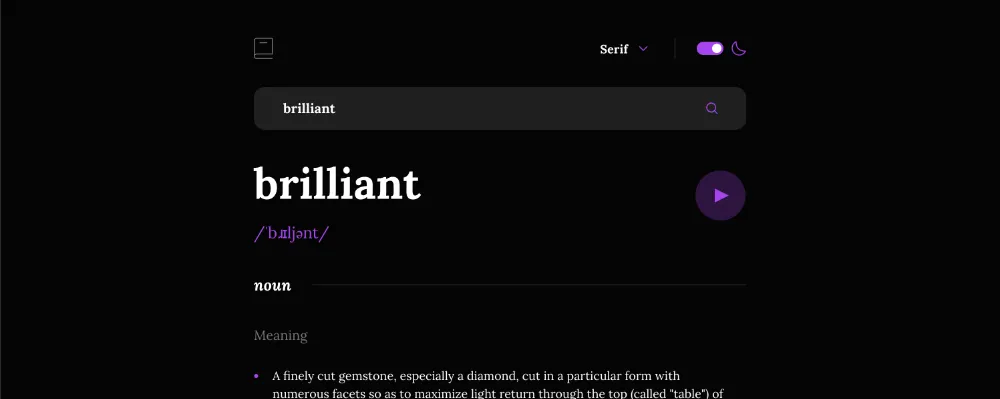 Serif
brilliant
brilliant
/ˈbɹɪljənt/
noun
Meaning
A finely cut gemstone, especially a diamond, cut in a particular form with
numerous facets so as to maximize light return through the top (called "table") of